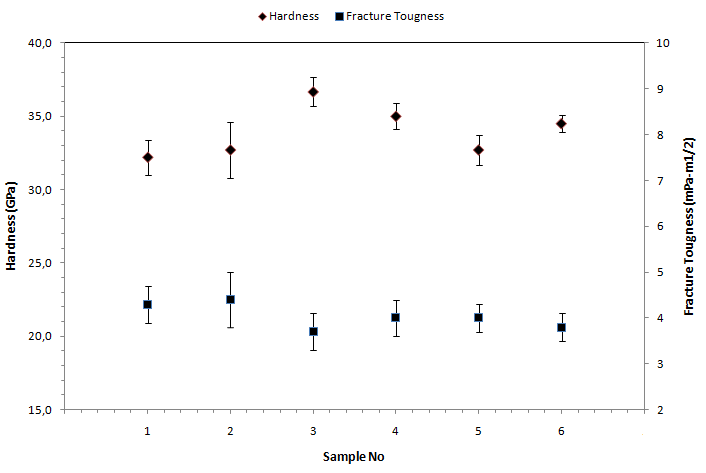 Hardness Fracture Tougness
40,0 10
9
35,0
8
30,0 7
6
25,0
5
20,0 4
3
15,0 2
Hardness (GPa)
Fracture Tougness (mPa-m1/2)
1 2 3 4 5 6
Sample No